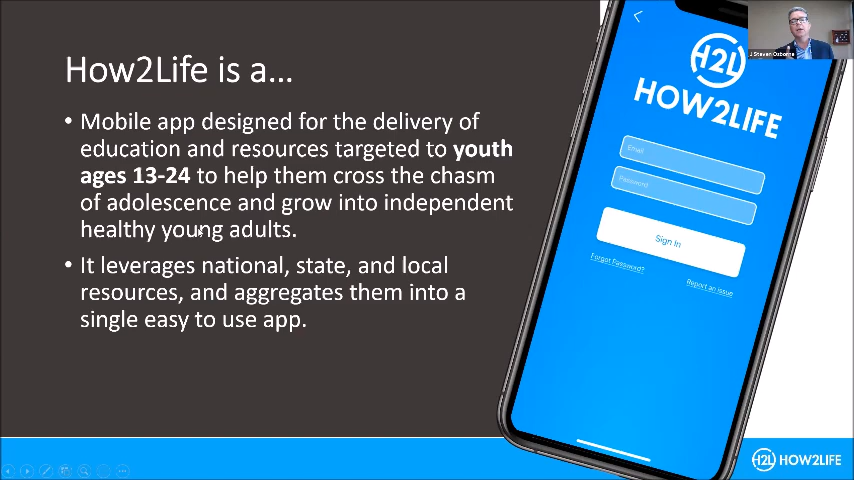 How2Life is a...
• Mobile app designed for the delivery of
education and resources targeted to youth
ages 13-24 to help them cross the chasm
of adolescence and grow into independent
healthy young adults.
• It leverages national, state, and local
resources, and aggregates them into a
single easy to use app.
H2L
HOW2LIFE
Email
Password
Sign In
Forgot Password?
Report an issue
J Steven Osborne
H2L HOW2LIFE